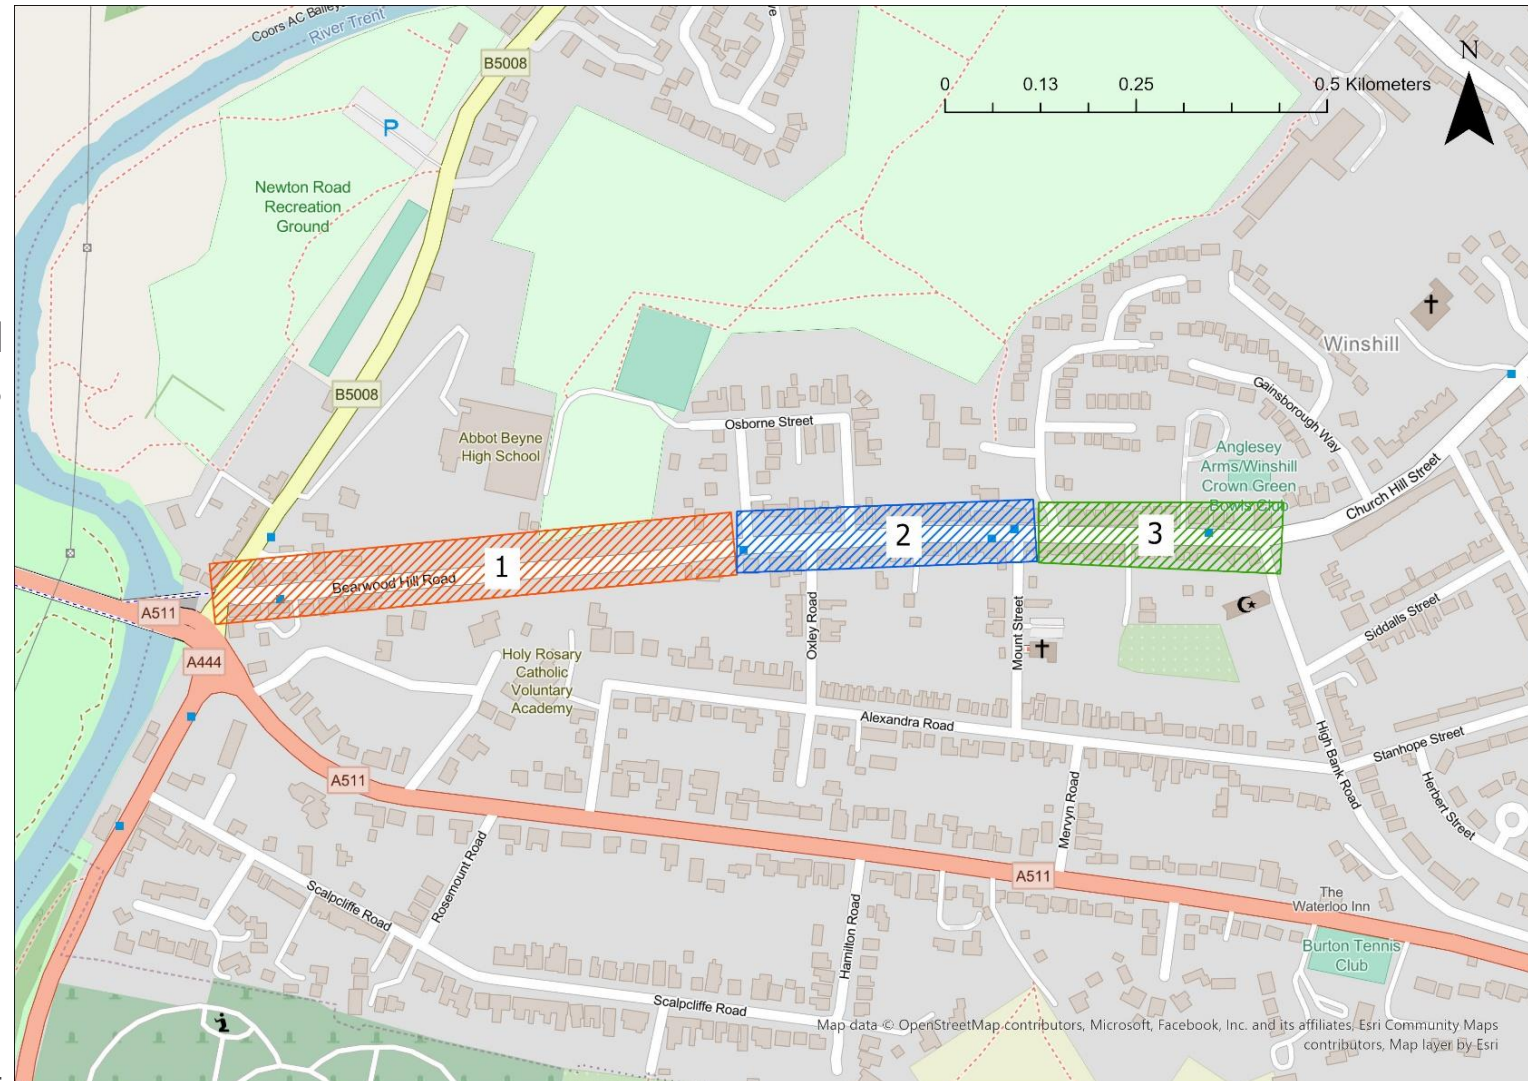 Coors AC Bailey
River Trent
B5008
N
0 0.13 0.25 0.5 Kilometers
P
Newton Road
Recreation
Ground
B5008
Winshill
Gainsborough Way
Osborne Street
Abbot Beyne
High School
Anglesey
Arms/Winshill
Crown Green
Bowls Club
Church Hill Street
1
2
3
Bearwood Hill Road
A511
A444
Oxley Road
Mount Street
Siddalls Street
Holy Rosary
Catholic
Voluntary
Academy
Alexandra Road
High Bank Road
Stanhope Street
Herbert Street
A511
Mervyn Road
Rosemount Road
A511
Scalpcliffe Road
Hamilton Road
The
Waterloo Inn
Burton Tennis
Club
Scalpcliffe Road
Map data © OpenStreetMap contributors, Microsoft, Facebook, Inc. and its affiliates, Esri Community Maps
contributors, Map layer by Esri